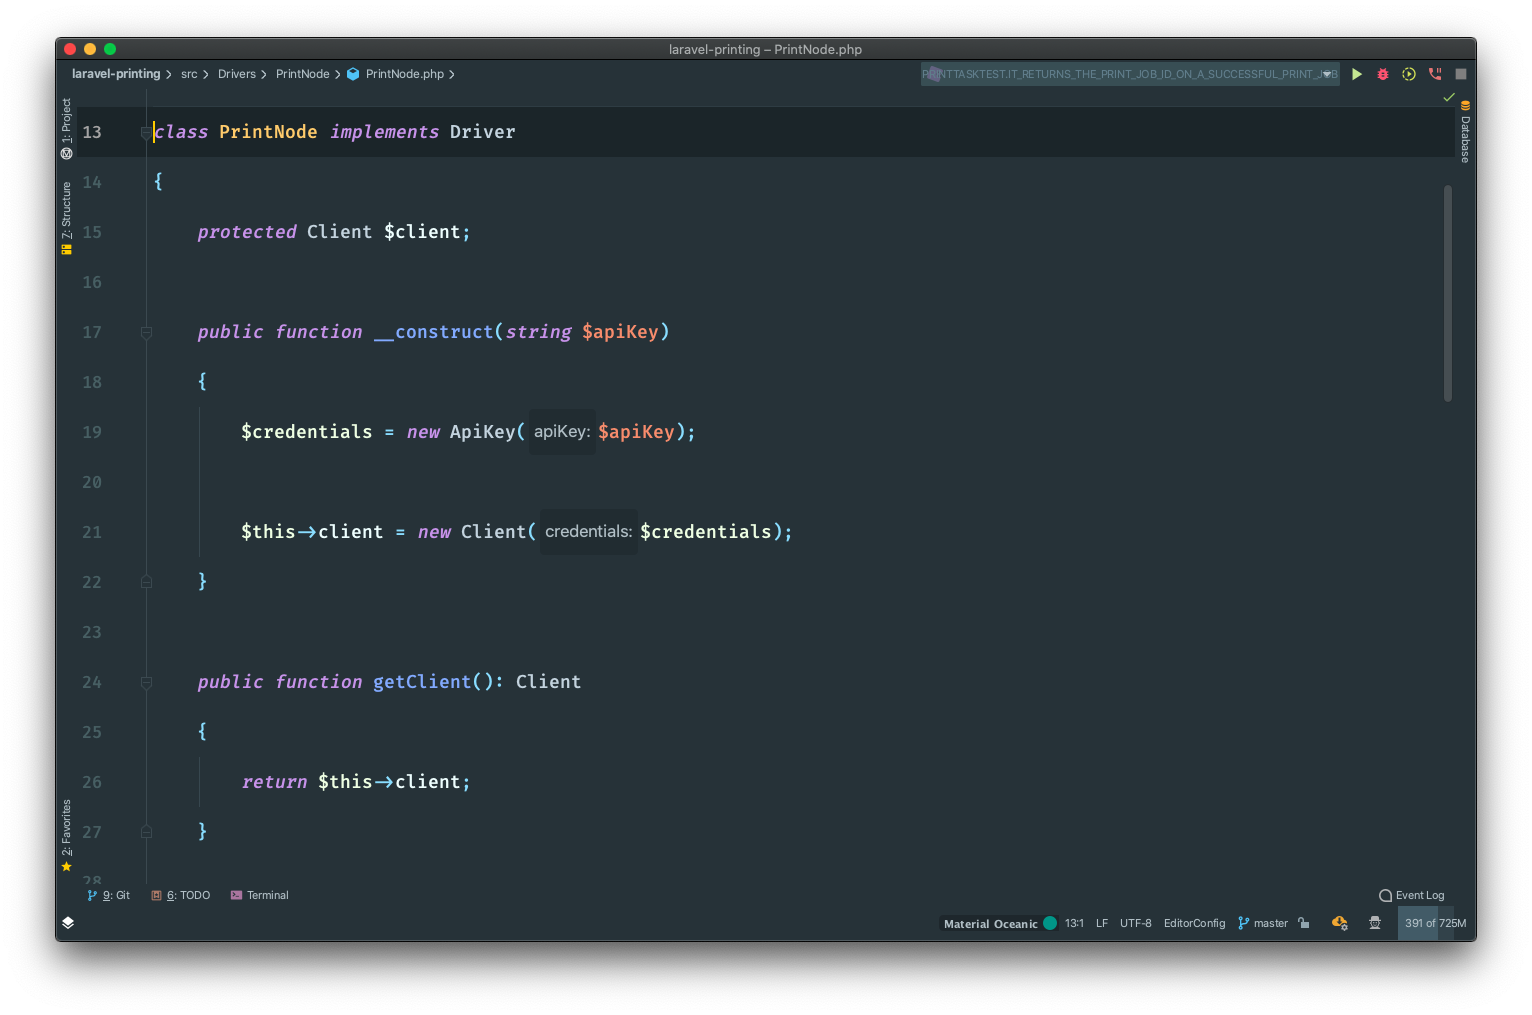 laravel-printing – PrintNode.php
laravel-printing src Drivers PrintNode PrintNode.php
PRINTTASKTEST.IT_RETURNS_THE_PRINT_JOB_ID_ON_A_SUCCESSFUL_PRINT_JOB
1: Project
Z: Structure
2: Favorites
Database
13 class PrintNode implements Driver
14 {
15 protected Client $client;
16
17 public function __construct(string $apiKey)
18 {
19 $credentials = new ApiKey( apiKey: $apiKey);
20
21 $this->client = new Client( credentials: $credentials);
22 }
23
24 public function getClient(): Client
25 {
26 return $this->client;
27 }
28
9: Git 6: TODO Terminal Event Log
Material Oceanic 13:1 LF UTF-8 EditorConfig master 391 of 725M